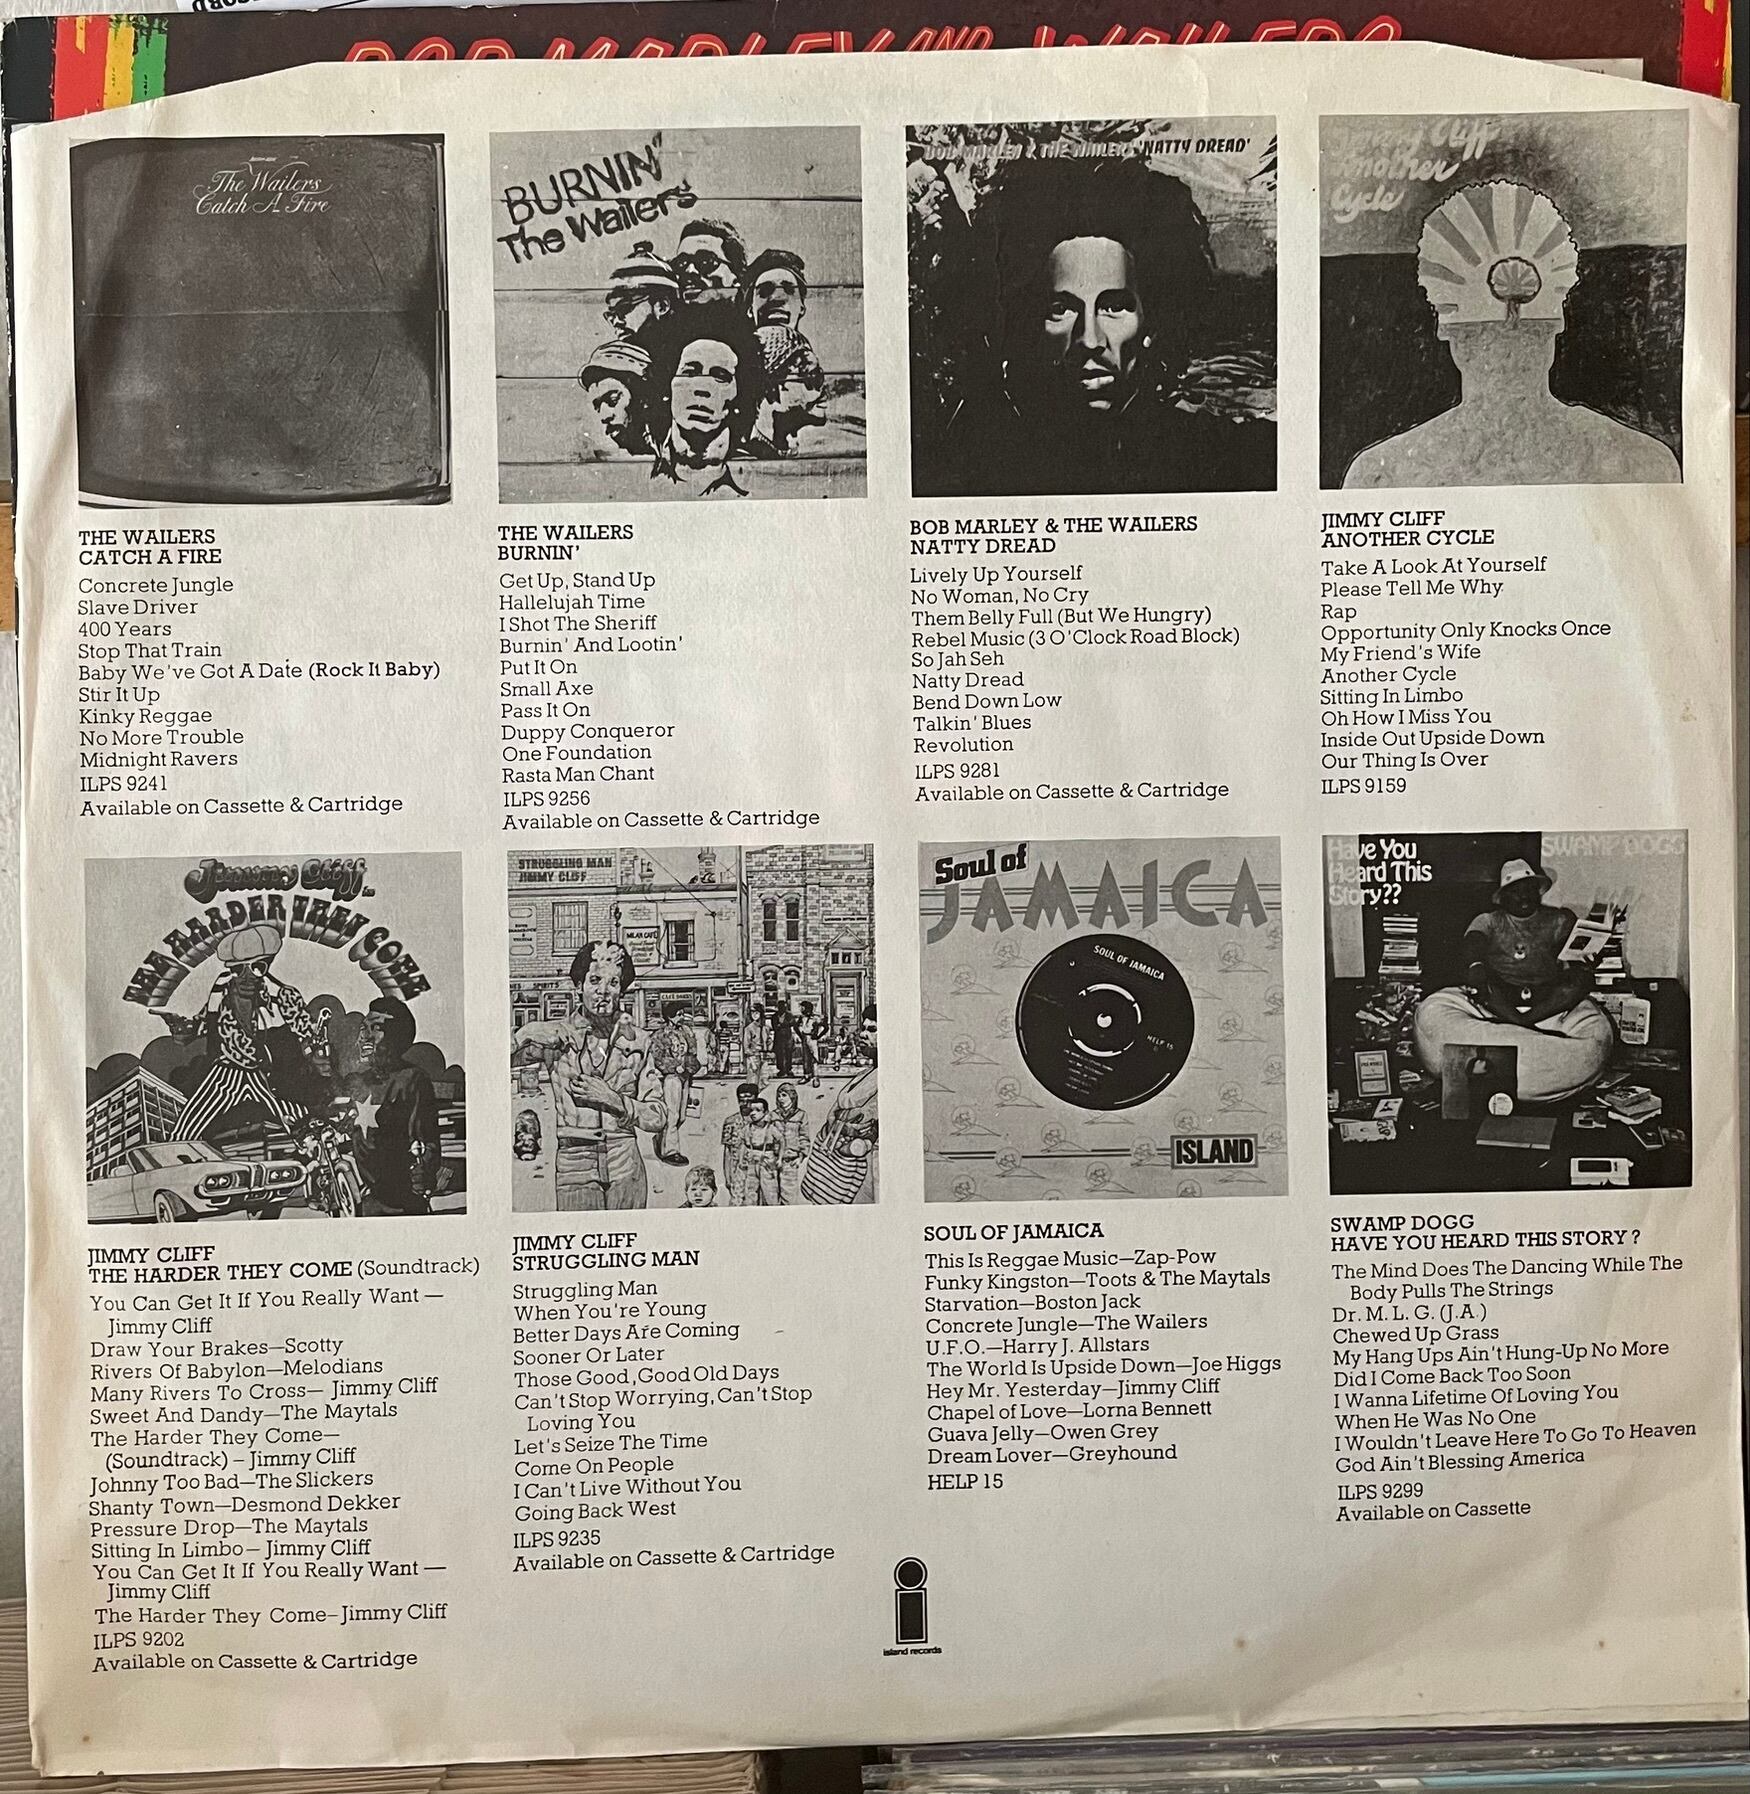 BOB MARLEY AND THE WAILERS
The Wailers
Catch A Fire
BURNIN'
The Wailers
BOB MARLEY & THE WAILERS 'NATTY DREAD'
Jimmy Cliff
Another
Cycle
THE WAILERS
CATCH A FIRE
Concrete Jungle
Slave Driver
400 Years
Stop That Train
Baby We've Got A Date (Rock It Baby)
Stir It Up
Kinky Reggae
No More Trouble
Midnight Ravers
ILPS 9241
Available on Cassette & Cartridge
THE WAILERS
BURNIN'
Get Up, Stand Up
Hallelujah Time
I Shot The Sheriff
Burnin' And Lootin'
Put It On
Small Axe
Pass It On
Duppy Conqueror
One Foundation
Rasta Man Chant
ILPS 9256
Available on Cassette & Cartridge
BOB MARLEY & THE WAILERS
NATTY DREAD
Lively Up Yourself
No Woman, No Cry
Them Belly Full (But We Hungry)
Rebel Music (3 O'Clock Road Block)
So Jah Seh
Natty Dread
Bend Down Low
Talkin' Blues
Revolution
ILPS 9281
Available on Cassette & Cartridge
JIMMY CLIFF
ANOTHER CYCLE
Take A Look At Yourself
Please Tell Me Why
Rap
Opportunity Only Knocks Once
My Friend's Wife
Another Cycle
Sitting In Limbo
Oh How I Miss You
Inside Out Upside Down
Our Thing Is Over
ILPS 9159
Jimmy Cliff in
THE HARDER THEY COME
STRUGGLING MAN
JIMMY CLIFF
MILAN CAFE
Soul of
JAMAICA
SOUL OF JAMAICA
HELP 15
ISLAND
Have You
Heard This
Story??
SWAMP DOGG
JIMMY CLIFF
THE HARDER THEY COME (Soundtrack)
You Can Get It If You Really Want —
Jimmy Cliff
Draw Your Brakes—Scotty
Rivers Of Babylon—Melodians
Many Rivers To Cross— Jimmy Cliff
Sweet And Dandy—The Maytals
The Harder They Come—
(Soundtrack) – Jimmy Cliff
Johnny Too Bad—The Slickers
Shanty Town—Desmond Dekker
Pressure Drop—The Maytals
Sitting In Limbo— Jimmy Cliff
You Can Get It If You Really Want —
Jimmy Cliff
The Harder They Come–Jimmy Cliff
ILPS 9202
Available on Cassette & Cartridge
JIMMY CLIFF
STRUGGLING MAN
Struggling Man
When You're Young
Better Days Are Coming
Sooner Or Later
Those Good, Good Old Days
Can't Stop Worrying, Can't Stop
Loving You
Let's Seize The Time
Come On People
I Can't Live Without You
Going Back West
ILPS 9235
Available on Cassette & Cartridge
SOUL OF JAMAICA
This Is Reggae Music—Zap-Pow
Funky Kingston—Toots & The Maytals
Starvation—Boston Jack
Concrete Jungle—The Wailers
U.F.O.—Harry J. Allstars
The World Is Upside Down—Joe Higgs
Hey Mr. Yesterday—Jimmy Cliff
Chapel of Love—Lorna Bennett
Guava Jelly—Owen Grey
Dream Lover—Greyhound
HELP 15
SWAMP DOGG
HAVE YOU HEARD THIS STORY ?
The Mind Does The Dancing While The
Body Pulls The Strings
Dr. M. L. G. (J.A.)
Chewed Up Grass
My Hang Ups Ain't Hung-Up No More
Did I Come Back Too Soon
I Wanna Lifetime Of Loving You
When He Was No One
I Wouldn't Leave Here To Go To Heaven
God Ain't Blessing America
ILPS 9299
Available on Cassette
island records